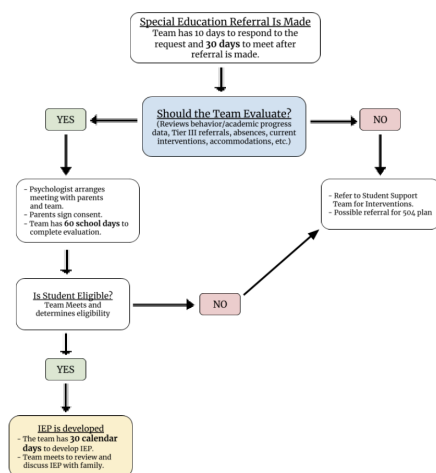 Special Education Referral Is Made
Team has 10 days to respond to the
request and 30 days to meet after
referral is made.
YES
Should the Team Evaluate?
(Reviews behavior/academic progress
data, Tier III referrals, absences, current
interventions, accommodations, etc.)
NO
- Psychologist arranges
meeting with parents
and team.
- Parents sign consent.
- Team has 60 school days to
complete evaluation.
- Refer to Student Support
Team for Interventions.
- Possible referral for 504 plan
Is Student Eligible?
Team Meets and
determines eligibility
NO
YES
IEP is developed
- The team has 30 calendar
days to develop IEP.
- Team meets to review and
discuss IEP with family.